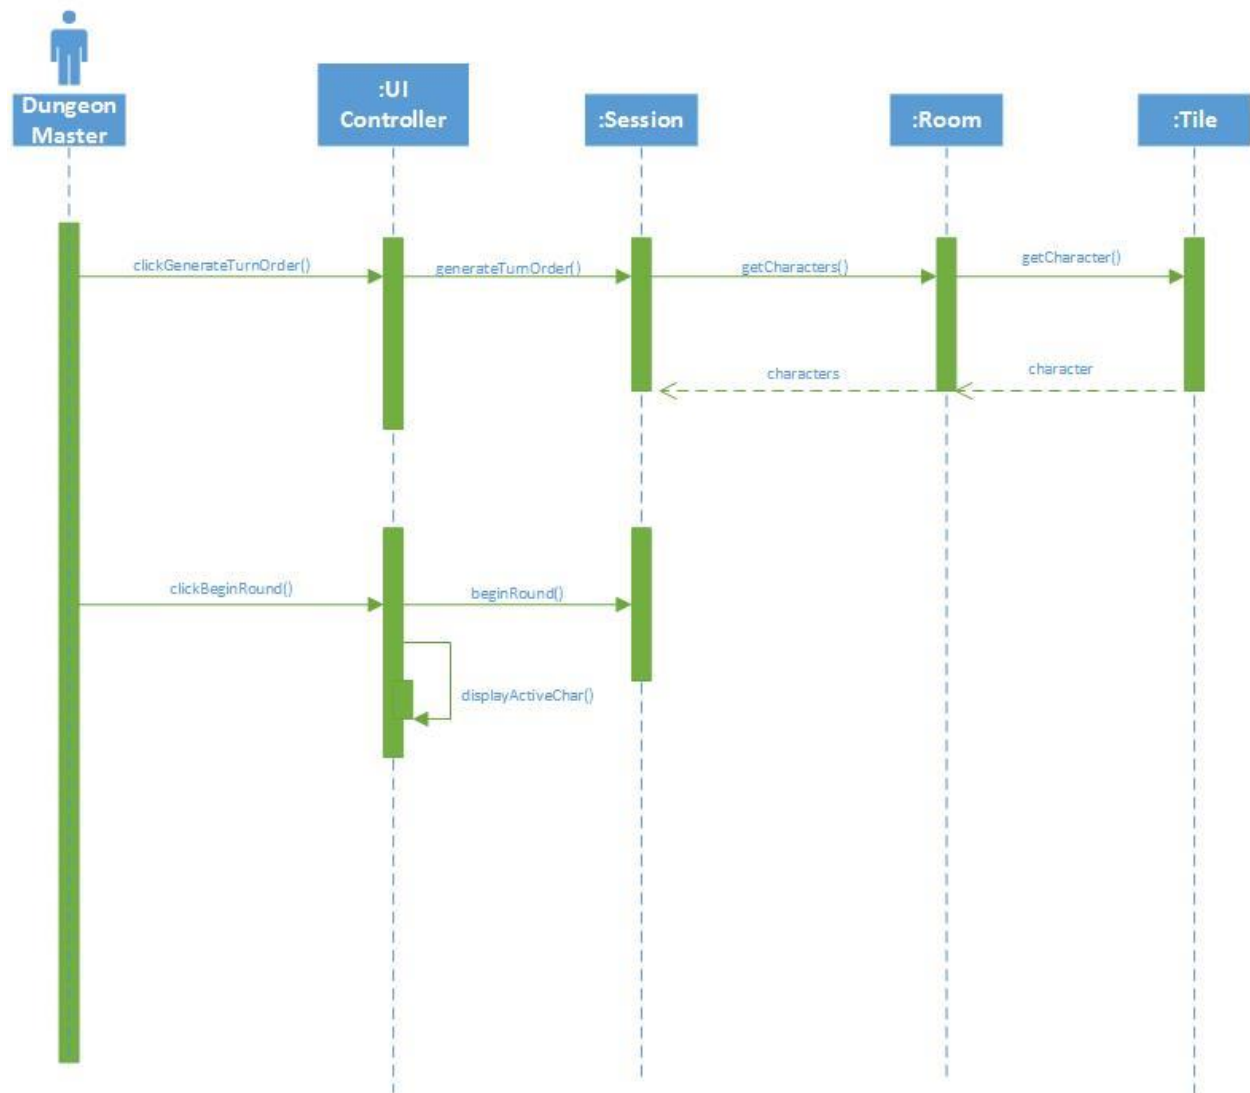 Dungeon
Master
:UI
Controller
:Session
:Room
:Tile
clickGenerateTurnOrder()
generateTurnOrder()
getCharacters()
getCharacter()
characters
character
clickBeginRound()
beginRound()
displayActiveChar()